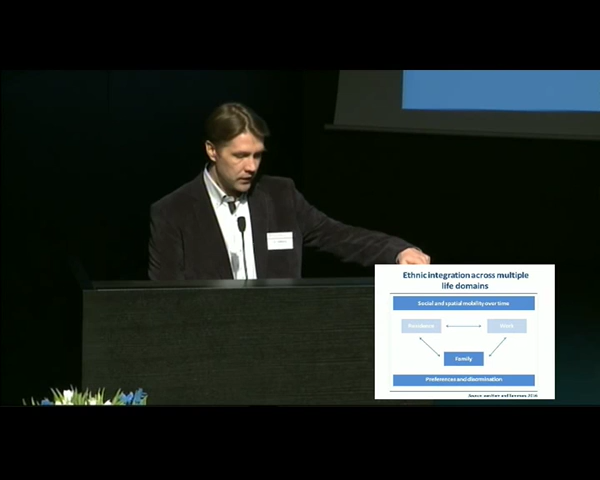 Ethnic integration across multiple
life domains
Social and spatial mobility over time
Residence
Work
Family
Preferences and discrimination